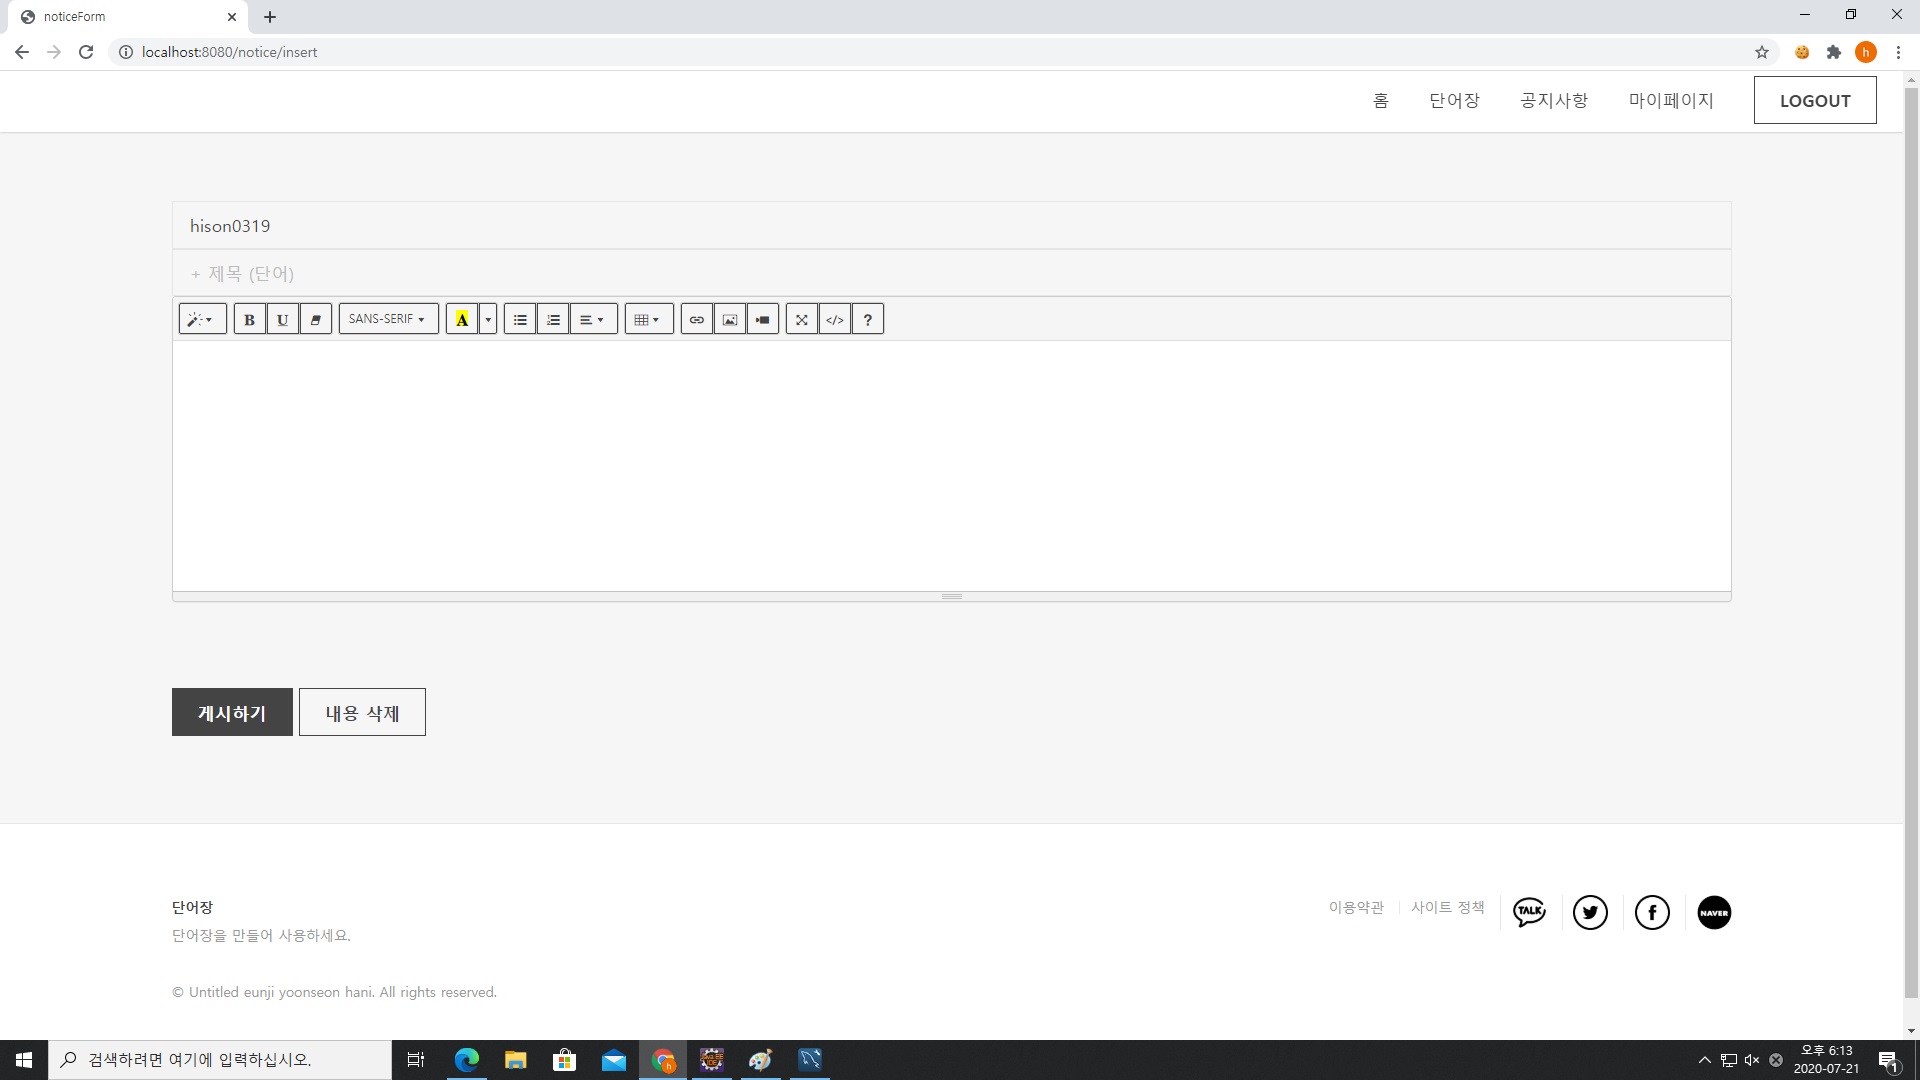 noticeForm
localhost:8080/notice/insert
h
홈 단어장 공지사항 마이페이지 LOGOUT
hison0319
+ 제목 (단어)
B U SANS-SERIF A </> ?
게시하기 내용 삭제
단어장
이용약관 사이트 정책 TALK f NAVER
단어장을 만들어 사용하세요.
© Untitled eunji yoonseon hani. All rights reserved.
검색하려면 여기에 입력하십시오.
h
Java EE
IDE
오후 6:13
2020-07-21
1